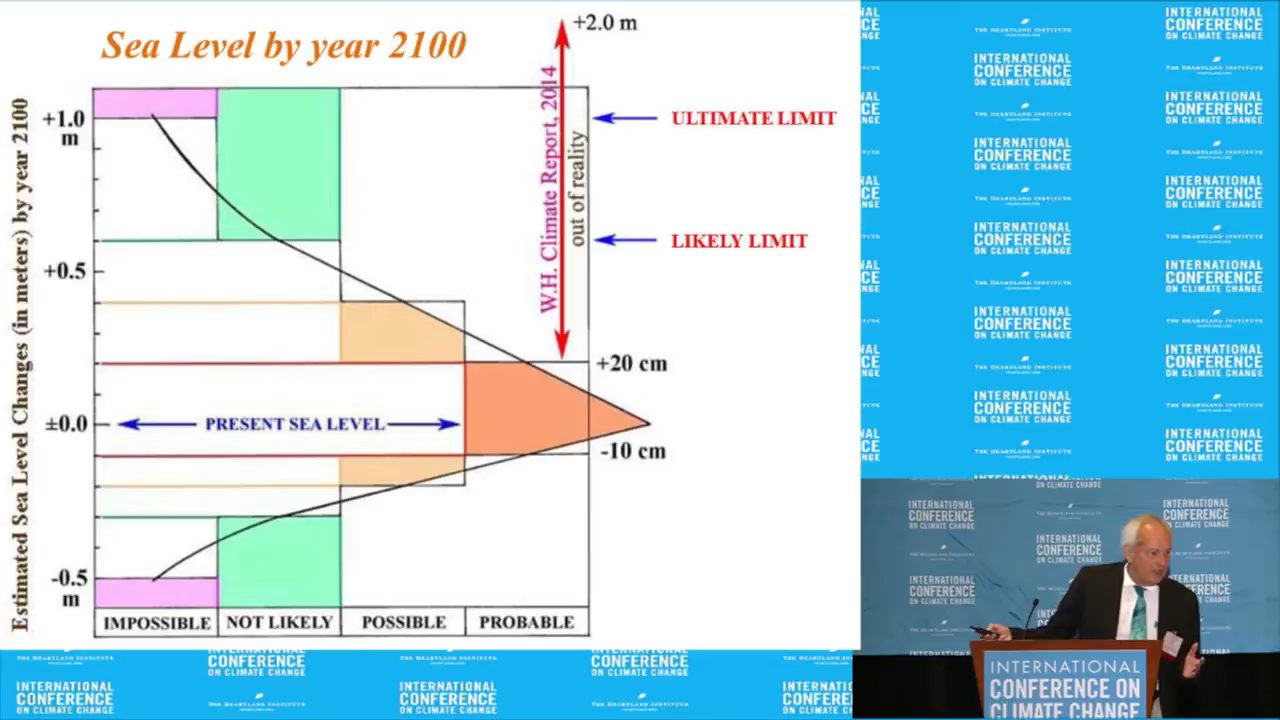 Sea Level by year 2100
+2.0 m
Estimated Sea Level Changes (in meters) by year 2100
+1.0
m
+0.5
±0.0
-0.5
m
W.H. Climate Report, 2014
out of reality
ULTIMATE LIMIT
LIKELY LIMIT
+20 cm
PRESENT SEA LEVEL
-10 cm
IMPOSSIBLE
NOT LIKELY
POSSIBLE
PROBABLE
INTERNATIONAL
CONFERENCE
ON CLIMATE CHANGE
THE HEARTLAND INSTITUTE
INTERNATIONAL
CONFERENCE ON
CLIMATE CHANGE